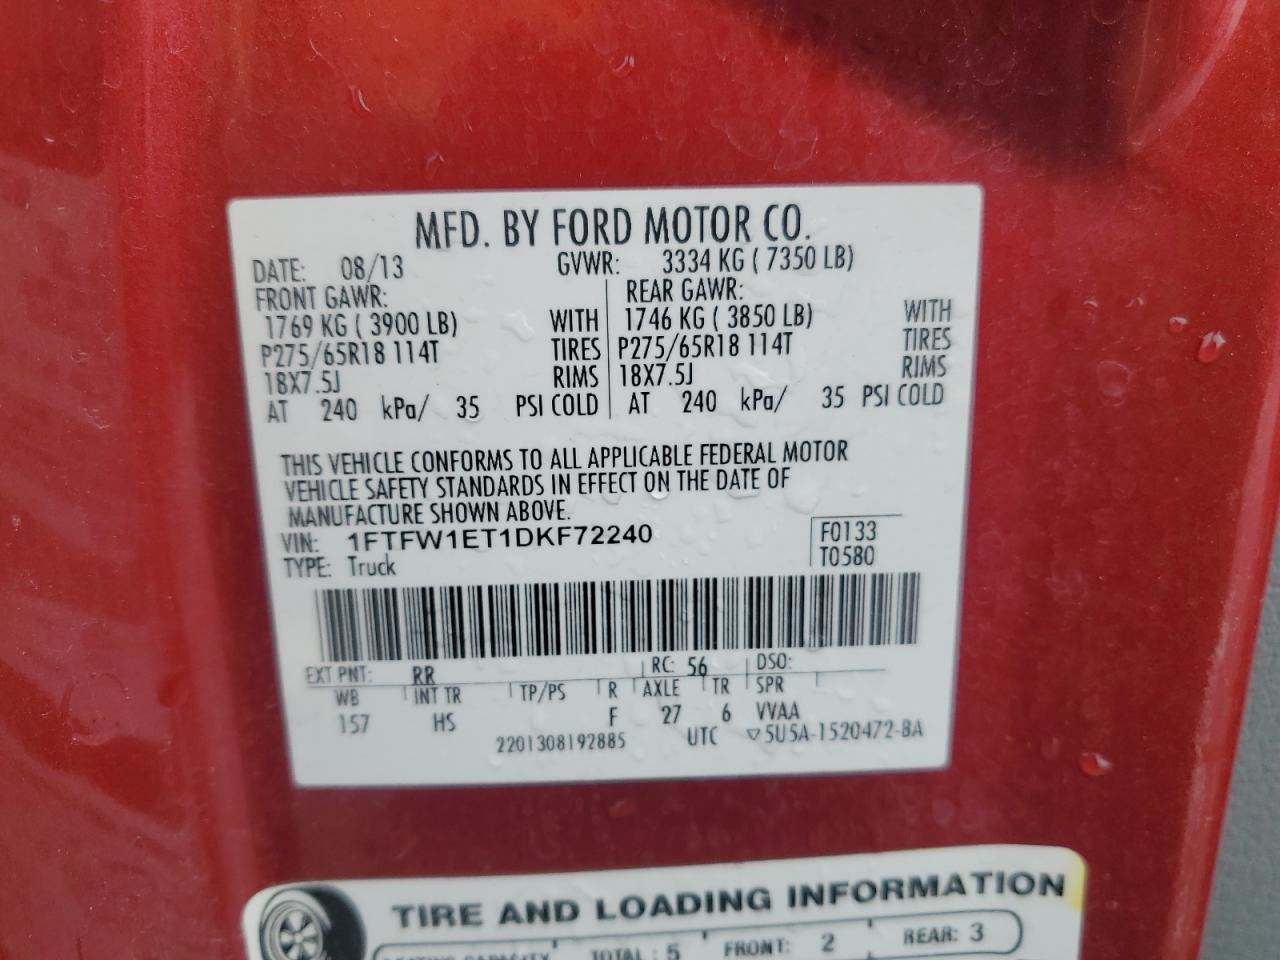 MFD. BY FORD MOTOR CO.
DATE: 08/13 GVWR: 3334 KG ( 7350 LB)
FRONT GAWR: REAR GAWR:
1769 KG ( 3900 LB) WITH 1746 KG ( 3850 LB) WITH
P275/65R18 114T TIRES P275/65R18 114T TIRES
18X7.5J RIMS 18X7.5J RIMS
AT 240 kPa/ 35 PSI COLD AT 240 kPa/ 35 PSI COLD
THIS VEHICLE CONFORMS TO ALL APPLICABLE FEDERAL MOTOR
VEHICLE SAFETY STANDARDS IN EFFECT ON THE DATE OF
MANUFACTURE SHOWN ABOVE.
VIN: 1FTFW1ET1DKF72240 F0133
TYPE: Truck T0580
EXT PNT: RR RC: 56 DSO:
WB INT TR TP/PS R AXLE TR SPR
157 HS F 27 6 VVAA
2201308192885 UTC ▽5U5A-1520472-BA
TIRE AND LOADING INFORMATION
SEATING CAPACITY TOTAL : 5 FRONT: 2 REAR: 3